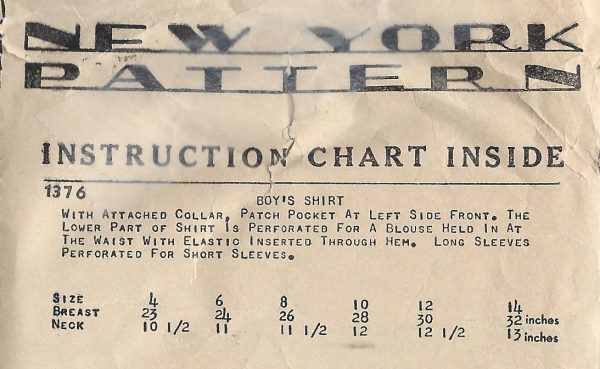 NEW YORK
PATTERN
INSTRUCTION CHART INSIDE
1376
BOY'S SHIRT
WITH ATTACHED COLLAR, PATCH POCKET AT LEFT SIDE FRONT. THE
LOWER PART OF SHIRT IS PERFORATED FOR A BLOUSE HELD IN AT
THE WAIST WITH ELASTIC INSERTED THROUGH HEM. LONG SLEEVES
PERFORATED FOR SHORT SLEEVES.
SIZE 4 6 8 10 12 14
BREAST 23 24 26 28 30 32 inches
NECK 10 1/2 11 11 1/2 12 12 1/2 13 inches